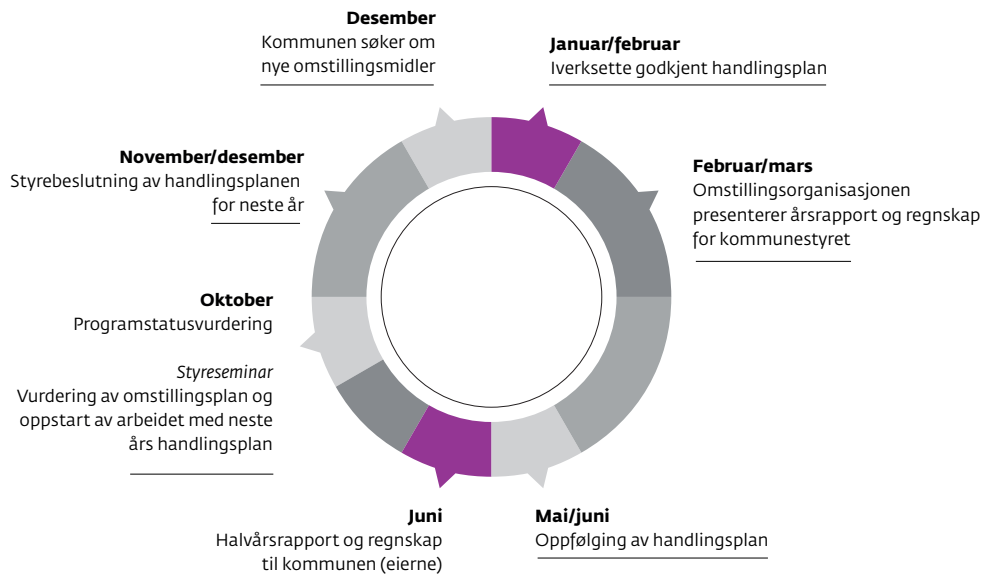 Desember
Kommunen søker om
nye omstillingsmidler
Januar/februar
Iverksette godkjent handlingsplan
November/desember
Styrebeslutning av handlingsplanen
for neste år
Februar/mars
Omstillingsorganisasjonen
presenterer årsrapport og regnskap
for kommunestyret
Oktober
Programstatusvurdering
Styreseminar
Vurdering av omstillingsplan og
oppstart av arbeidet med neste
års handlingsplan
Juni
Halvårsrapport og regnskap
til kommunen (eierne)
Mai/juni
Oppfølging av handlingsplan